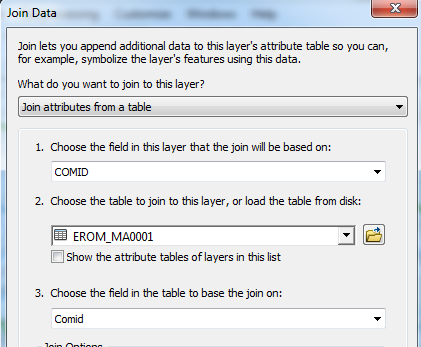 Customize Windows Help
Join Data
Join lets you append additional data to this layer's attribute table so you can,
for example, symbolize the layer's features using this data.
What do you want to join to this layer?
Join attributes from a table
1. Choose the field in this layer that the join will be based on:
COMID
2. Choose the table to join to this layer, or load the table from disk:
EROM_MA0001
Show the attribute tables of layers in this list
3. Choose the field in the table to base the join on:
Comid
Join Options